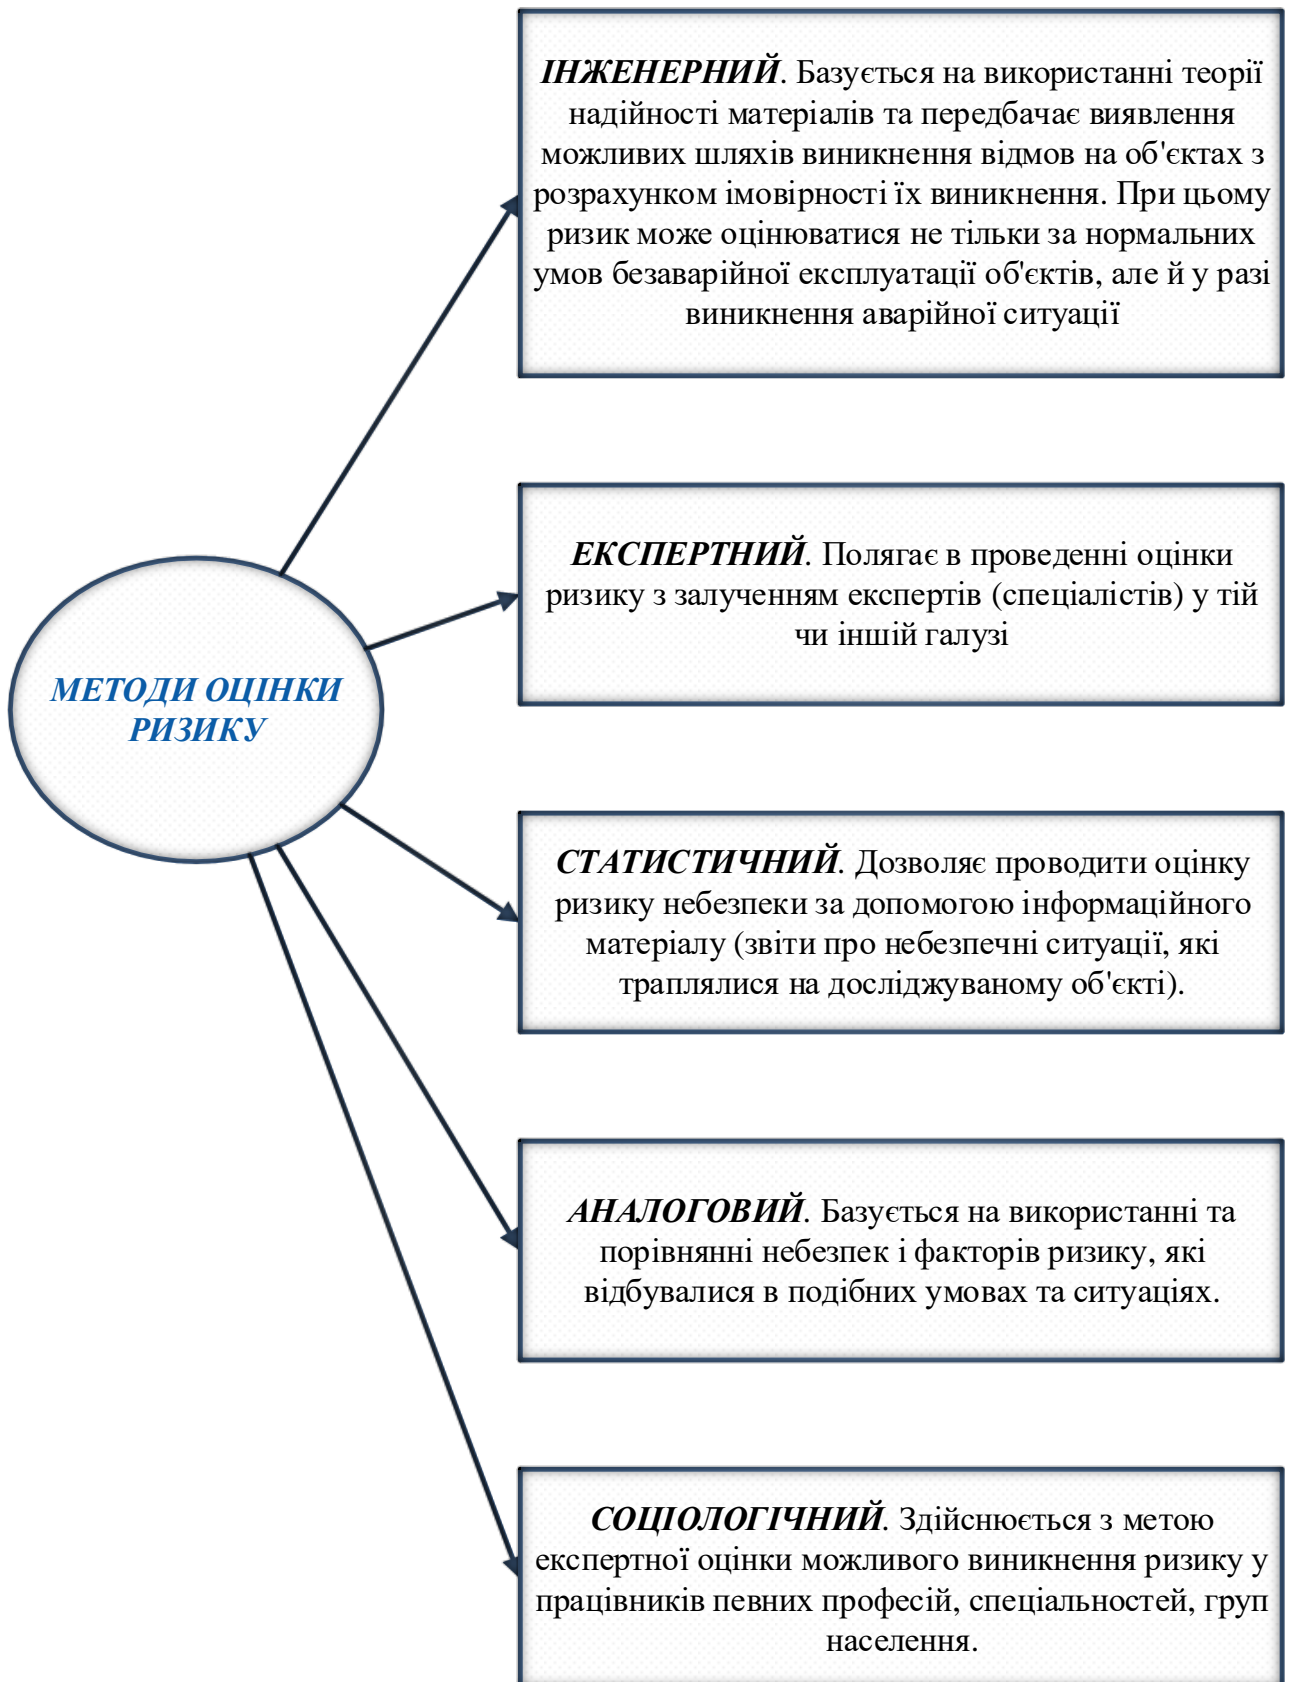 ІНЖЕНЕРНИЙ. Базується на використанні теорії
надійності матеріалів та передбачає виявлення
можливих шляхів виникнення відмов на об'єктах з
розрахунком імовірності їх виникнення. При цьому
ризик може оцінюватися не тільки за нормальних
умов безаварійної експлуатації об'єктів, але й у разі
виникнення аварійної ситуації
ЕКСПЕРТНИЙ. Полягає в проведенні оцінки
ризику з залученням експертів (спеціалістів) у тій
чи іншій галузі
МЕТОДИ ОЦІНКИ
РИЗИКУ
СТАТИСТИЧНИЙ. Дозволяє проводити оцінку
ризику небезпеки за допомогою інформаційного
матеріалу (звіти про небезпечні ситуації, які
траплялися на досліджуваному об'єкті).
АНАЛОГОВИЙ. Базується на використанні та
порівнянні небезпек і факторів ризику, які
відбувалися в подібних умовах та ситуаціях.
СОЦІОЛОГІЧНИЙ. Здійснюється з метою
експертної оцінки можливого виникнення ризику у
працівників певних професій, спеціальностей, груп
населення.